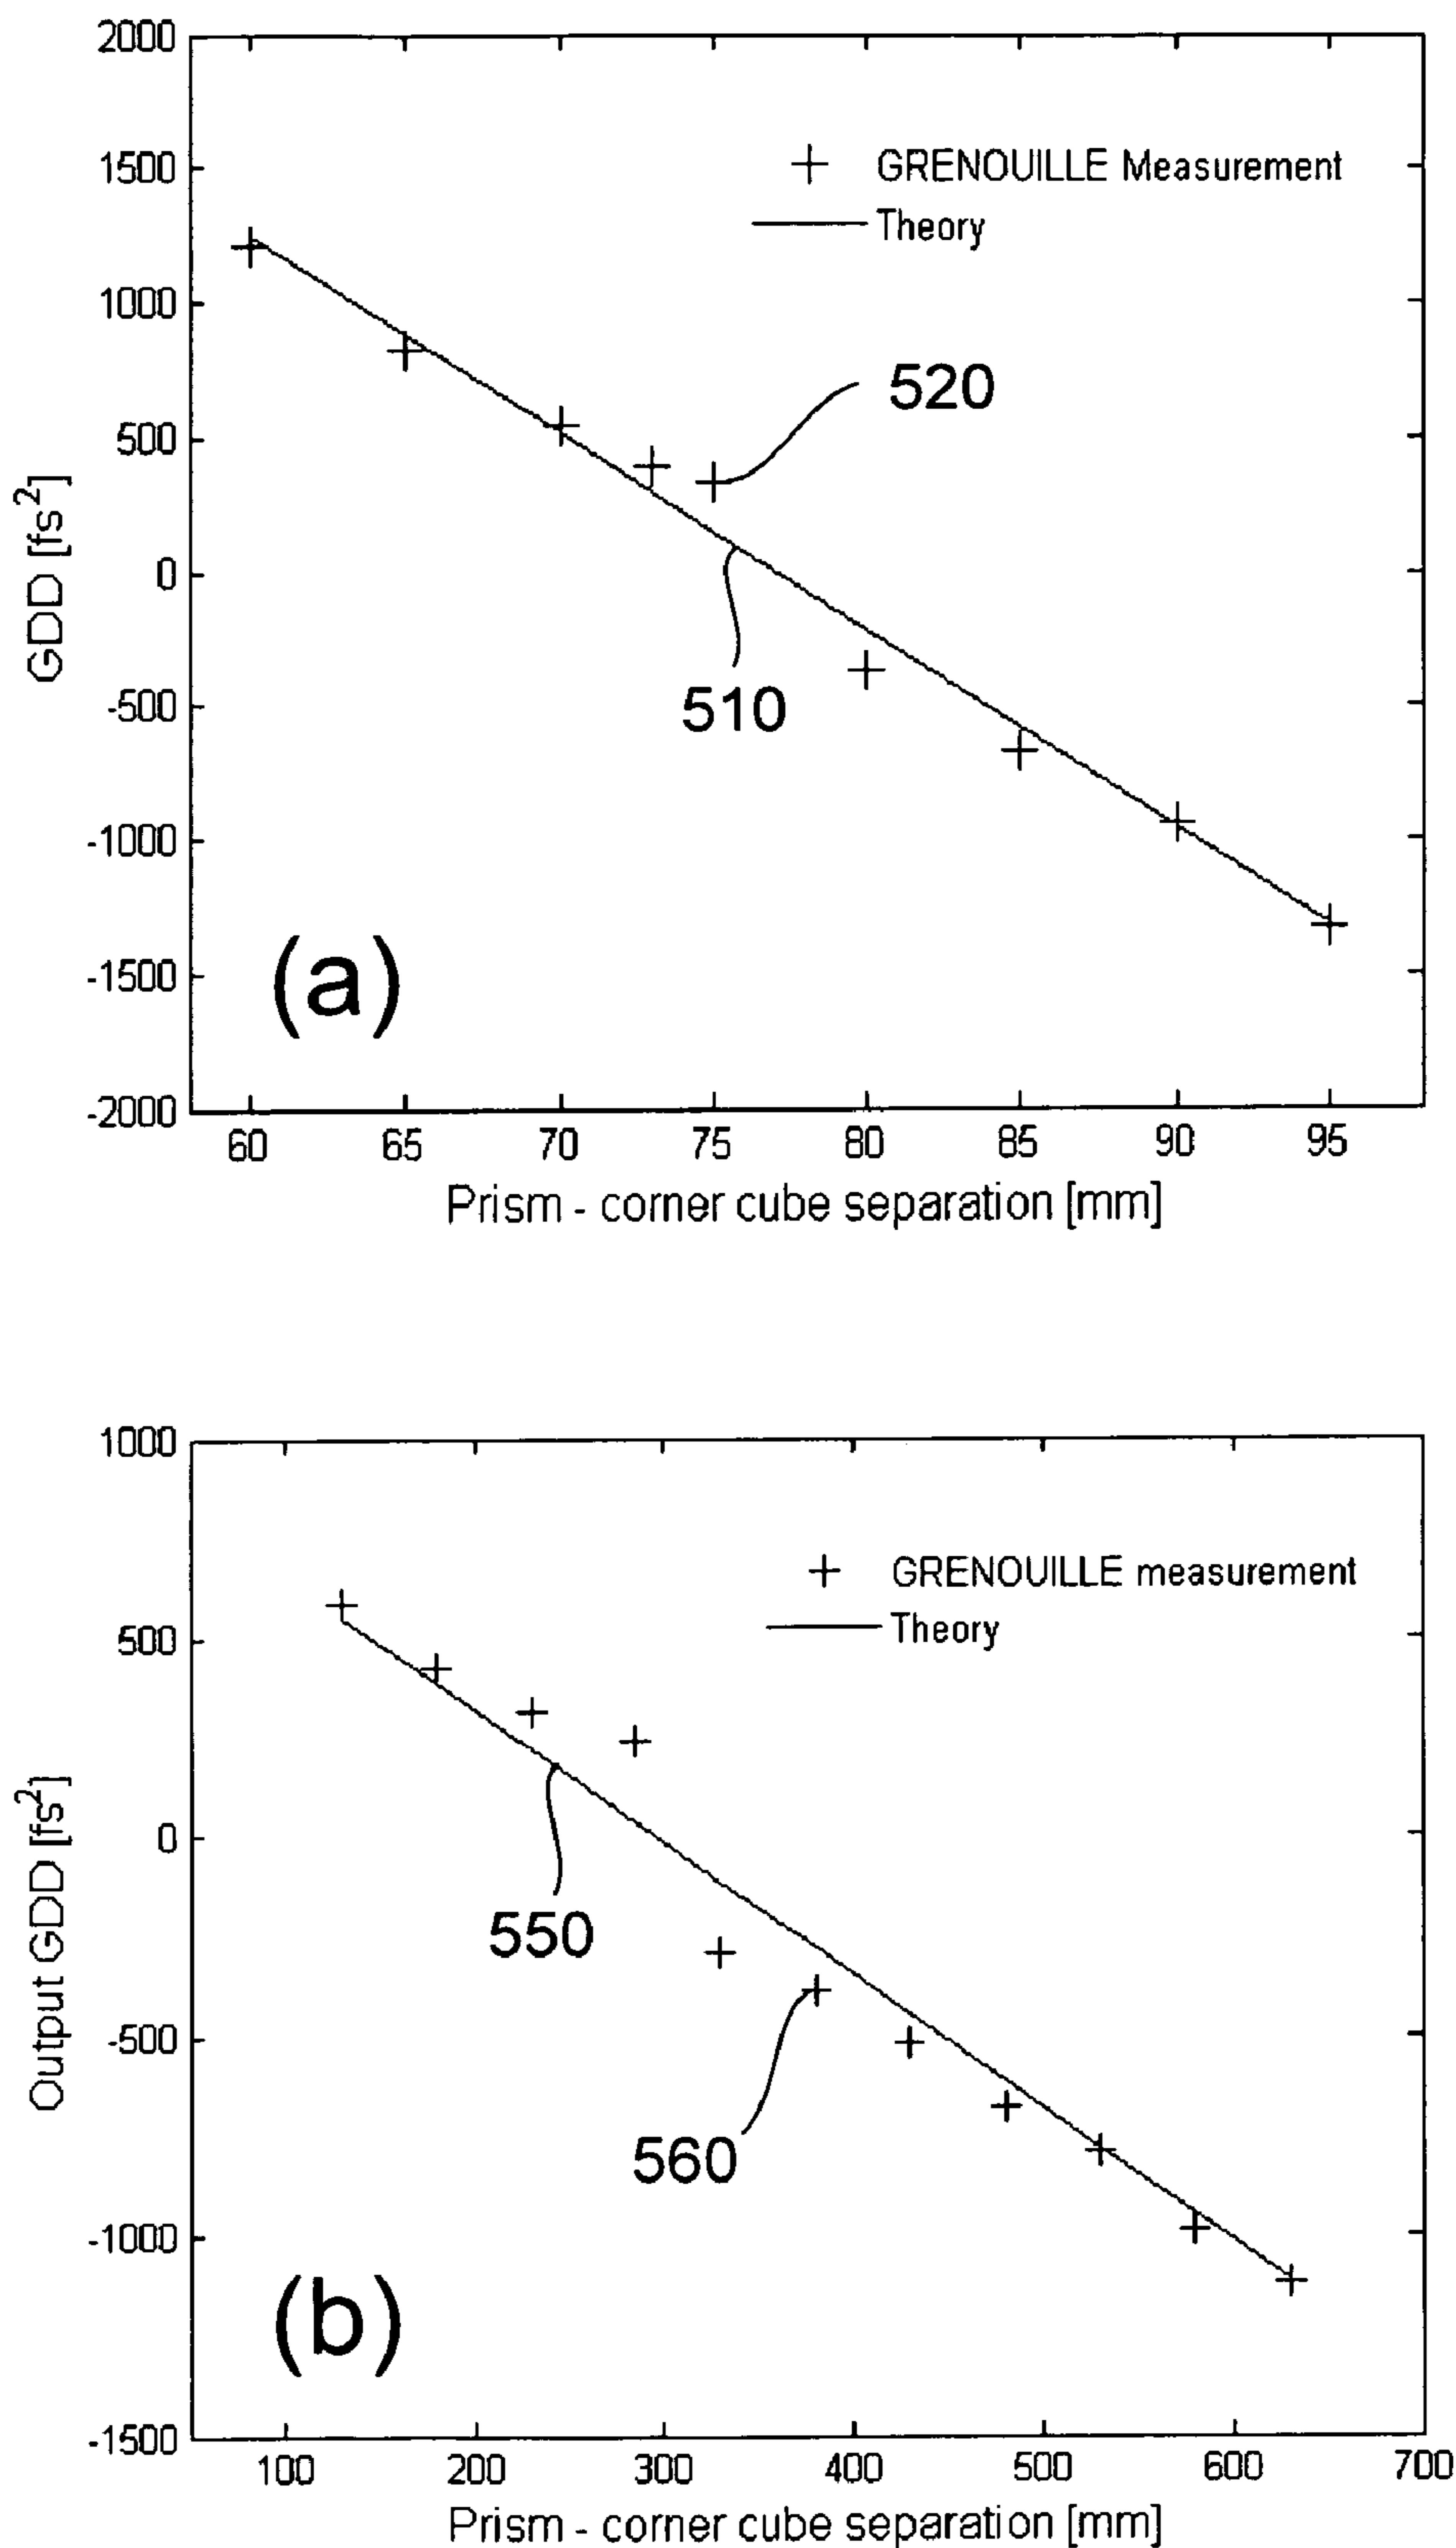 2000
1500
1000
500
0
-500
-1000
-1500
-2000
GDD [fs²]
GRENOUILLE Measurement
Theory
520
510
(a)
60 65 70 75 80 85 90 95
Prism - corner cube separation [mm]
1000
500
0
-500
-1000
-1500
Output GDD [fs²]
GRENOUILLE measurement
Theory
550
560
(b)
100 200 300 400 500 600 700
Prism - corner cube separation [mm]